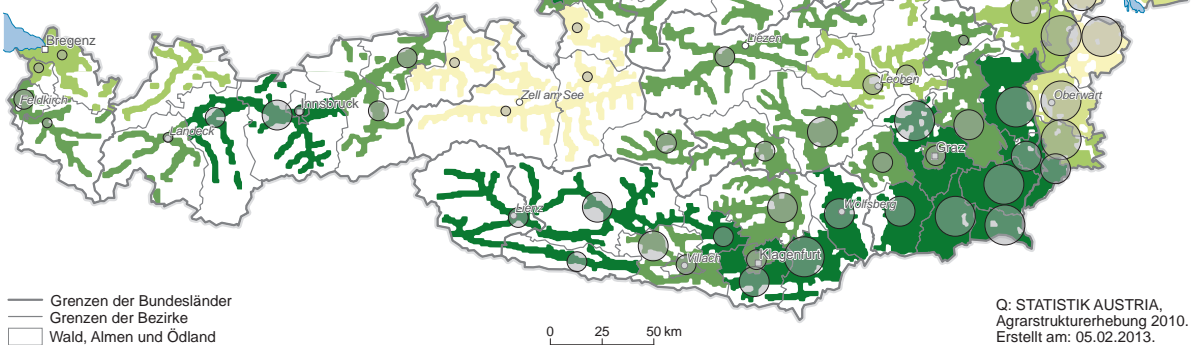 Bregenz
Feldkirch
Landeck
Innsbruck
Zell am See
Liezen
Leoben
Oberwart
Graz
Lienz
Wolfsberg
Villach
Klagenfurt
Grenzen der Bundesländer
Grenzen der Bezirke
Wald, Almen und Ödland
0 25 50 km
Q: STATISTIK AUSTRIA,
Agrarstrukturerhebung 2010.
Erstellt am: 05.02.2013.